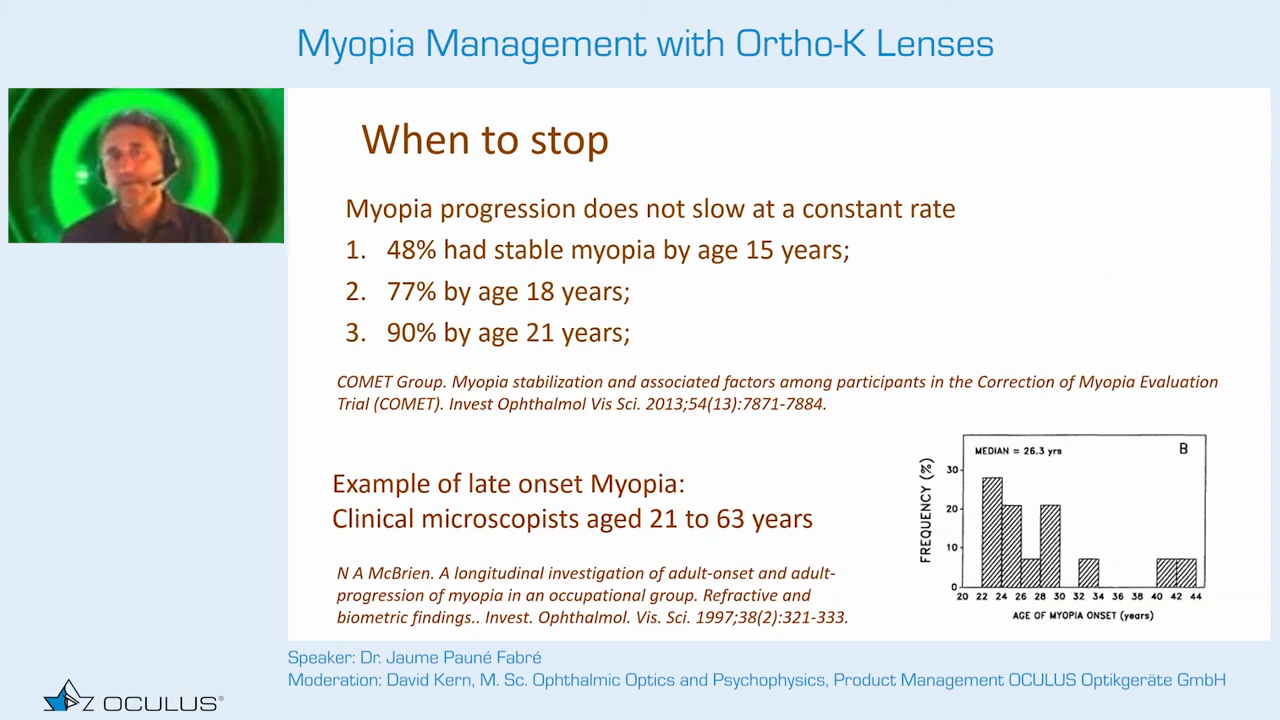 Myopia Management with Ortho-K Lenses
When to stop
Myopia progression does not slow at a constant rate
1. 48% had stable myopia by age 15 years;
2. 77% by age 18 years;
3. 90% by age 21 years;
COMET Group. Myopia stabilization and associated factors among participants in the Correction of Myopia Evaluation
Trial (COMET). Invest Ophthalmol Vis Sci. 2013;54(13):7871-7884.
Example of late onset Myopia:
Clinical microscopists aged 21 to 63 years
N A McBrien. A longitudinal investigation of adult-onset and adult-
progression of myopia in an occupational group. Refractive and
biometric findings.. Invest. Ophthalmol. Vis. Sci. 1997;38(2):321-333.
MEDIAN = 26.3 yrs
B
FREQUENCY (%)
30
20
10
0
20 22 24 26 28 30 32 34 36 38 40 42 44
AGE OF MYOPIA ONSET (years)
Speaker: Dr. Jaume Pauné Fabré
Moderation: David Kern, M. Sc. Ophthalmic Optics and Psychophysics, Product Management OCULUS Optikgeräte GmbH
OCULUS®